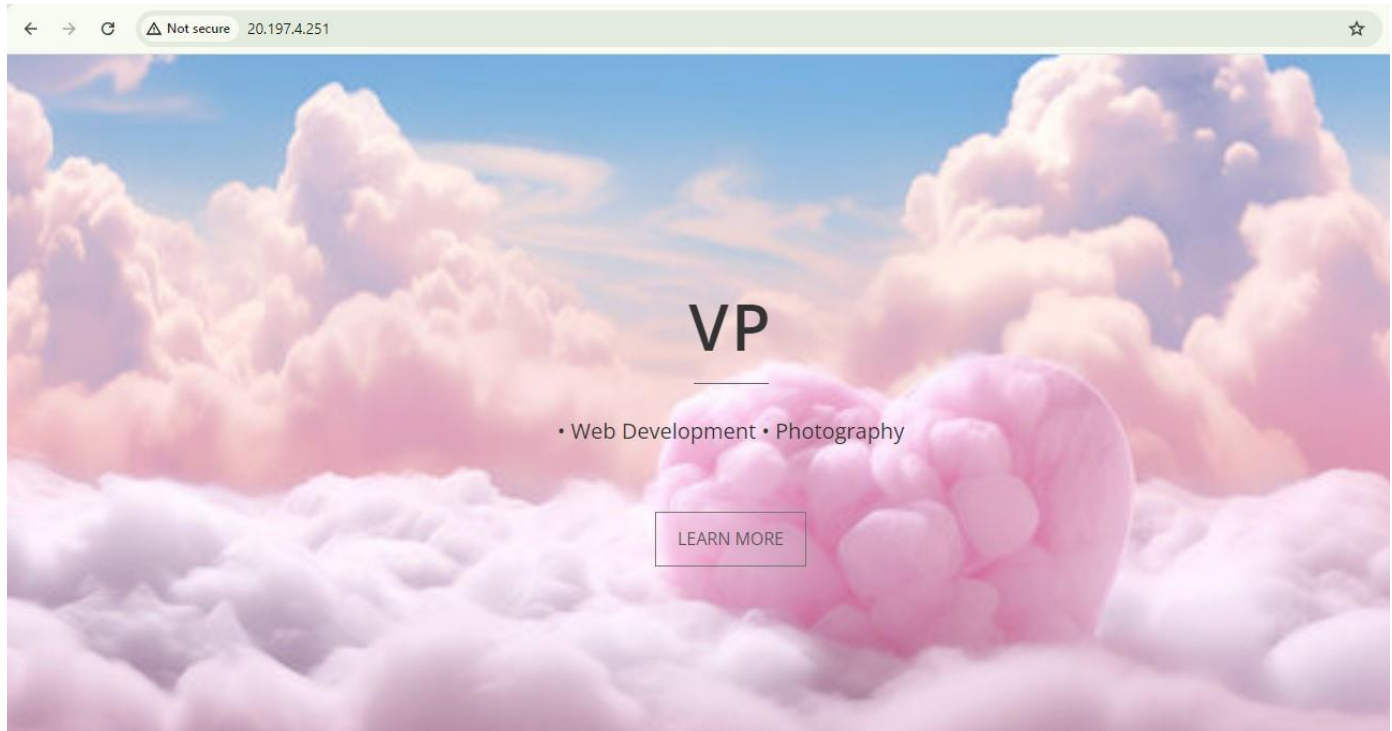 Not secure 20.197.4.251
VP
• Web Development • Photography
LEARN MORE